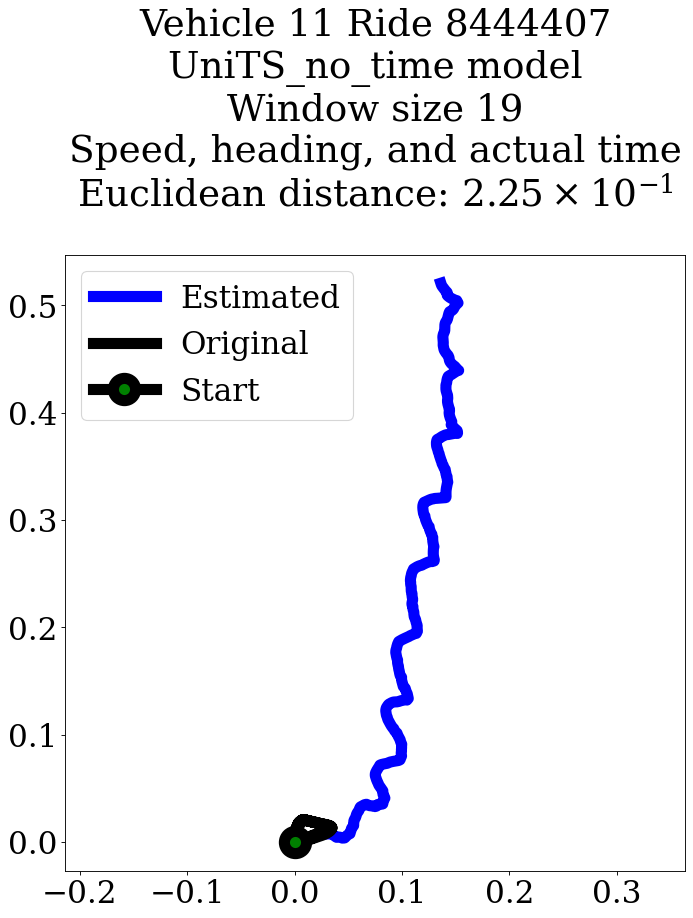 Vehicle 11 Ride 8444407
UniTS_no_time model
Window size 19
Speed, heading, and actual time
Euclidean distance: 2.25 × 10⁻¹
Estimated
Original
Start
0.5
0.4
0.3
0.2
0.1
0.0
−0.2 −0.1 0.0 0.1 0.2 0.3